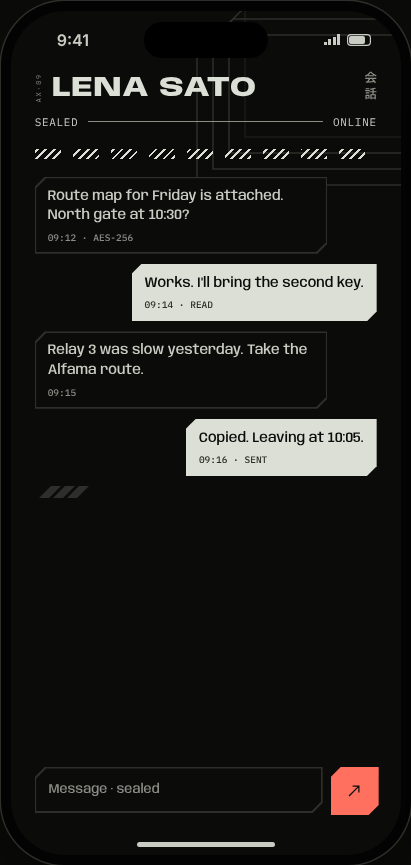 9:41
AX-09
LENA SATO
会話
SEALED
ONLINE
Route map for Friday is attached.
North gate at 10:30?
09:12 · AES-256
Works. I'll bring the second key.
09:14 · READ
Relay 3 was slow yesterday. Take the
Alfama route.
09:15
Copied. Leaving at 10:05.
09:16 · SENT
Message · sealed